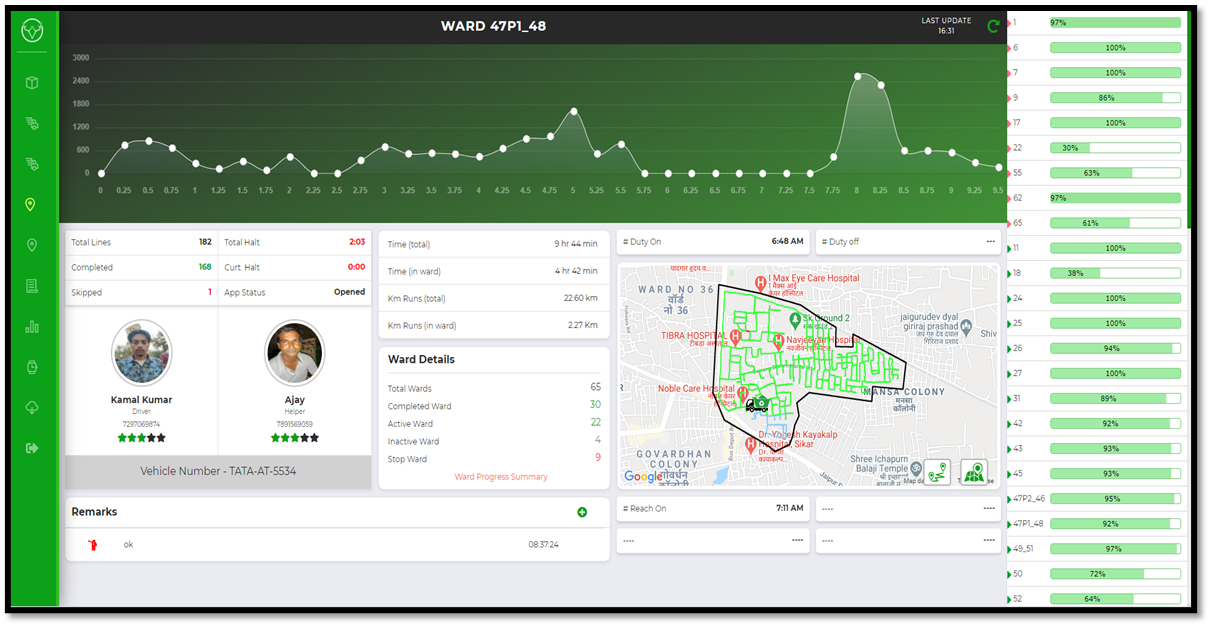 WARD 47P1_48
LAST UPDATE
16:31
3000
2400
1800
1200
600
0
0 0.25 0.5 0.75 1 1.25 1.5 1.75 2 2.25 2.5 2.75 3 3.25 3.5 3.75 4 4.25 4.5 4.75 5 5.25 5.5 5.75 6 6.25 6.5 6.75 7 7.25 7.5 7.75 8 8.25 8.5 8.75 9 9.25 9.5
Total Lines 182 Total Halt 2:03
Completed 168 Curt. Halt 0:00
Skipped 1 App Status Opened
Kamal Kumar
Driver
7297069874
Ajay
Helper
7891569059
Vehicle Number - TATA-AT-5534
Time (total) 9 hr 44 min
Time (in ward) 4 hr 42 min
Km Runs (total) 22.60 km
Km Runs (in ward) 2.27 Km
Ward Details
Total Wards 65
Completed Ward 30
Active Ward 22
Inactive Ward 4
Stop Ward 9
Ward Progress Summary
# Duty On 6:48 AM
# Duty off ---
I Max Eye Care Hospital
WARD NO 36
वॉर्ड
नो 36
Sk Ground 2
TIBRA HOSPITAL
Navjeevan Hospital
jaigurudev dyal
giriraj prashad
Shiv
Noble Care Hospital
MANSA COLONY
मनसा
कॉलोनी
Dr. Yogesh Kayakalp
Hospital Sikar
GOVARDHAN
COLONY
गोवर्धन
कॉलोनी
Shree Ichapurn
Balaji Temple
Jaipur
Google
Map da
Remarks
ok 08:37:24
# Reach On 7:11 AM
---- 
---- ----
---- ----
----
1 97%
6 100%
7 100%
9 86%
17 100%
22 30%
55 63%
62 97%
65 61%
11 100%
18 38%
24 100%
25 100%
26 94%
27 100%
31 89%
42 92%
43 93%
45 93%
47P2_46 95%
47P1_48 92%
49_51 97%
50 72%
52 64%